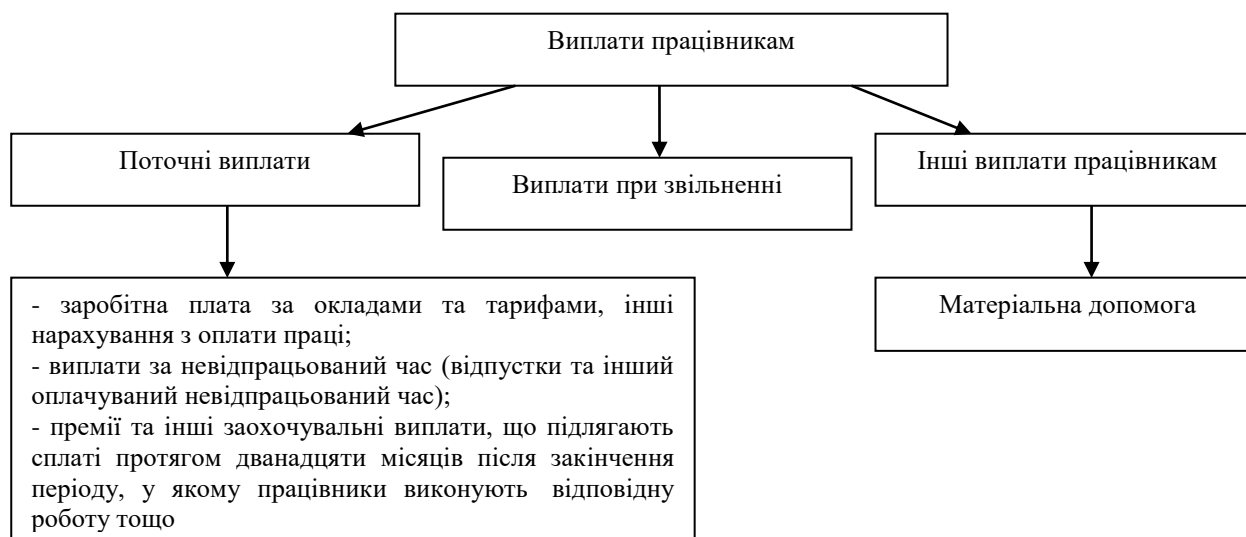 Виплати працівникам
Поточні виплати
Виплати при звільненні
Інші виплати працівникам
- заробітна плата за окладами та тарифами, інші
нарахування з оплати праці;
- виплати за невідпрацьований час (відпустки та інший
оплачуваний невідпрацьований час);
- премії та інші заохочувальні виплати, що підлягають
сплаті протягом дванадцяти місяців після закінчення
періоду, у якому працівники виконують відповідну
роботу тощо
Матеріальна допомога